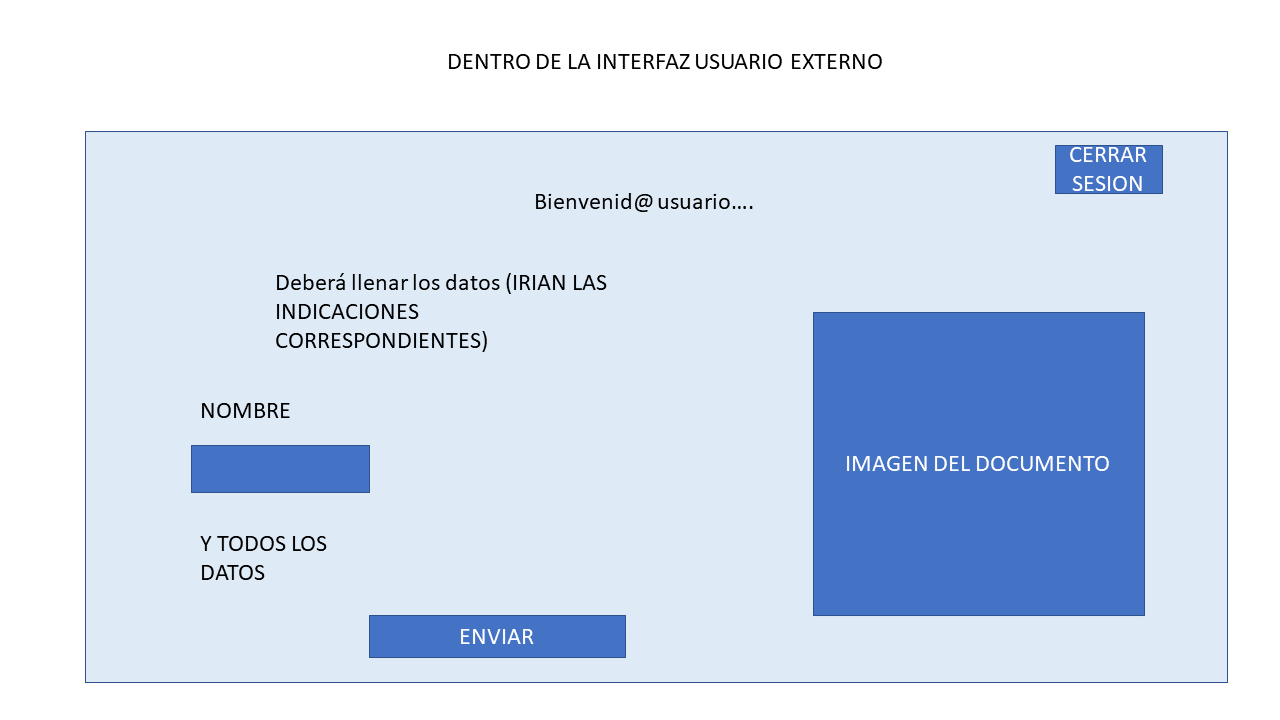 DENTRO DE LA INTERFAZ USUARIO EXTERNO
CERRAR
SESION
Bienvenid@ usuario....
Deberá llenar los datos (IRIAN LAS
INDICACIONES
CORRESPONDIENTES)
NOMBRE
IMAGEN DEL DOCUMENTO
Y TODOS LOS
DATOS
ENVIAR